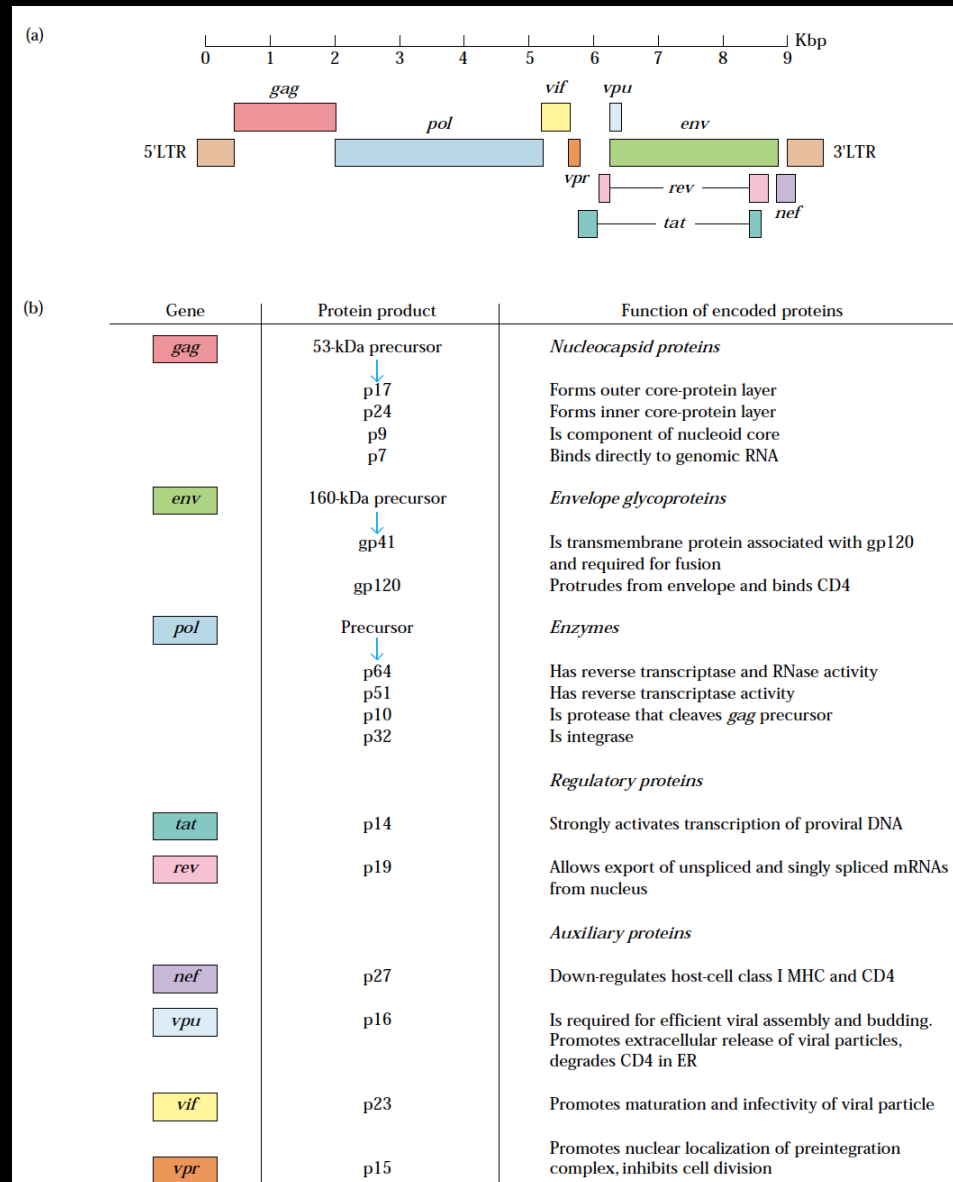 (a)
Kbp
0 1 2 3 4 5 6 7 8 9
gag
vif
vpu
pol
env
5'LTR
3'LTR
vpr
rev
nef
tat
(b)
Gene Protein product Function of encoded proteins
gag 53-kDa precursor Nucleocapsid proteins
p17 Forms outer core-protein layer
p24 Forms inner core-protein layer
p9 Is component of nucleoid core
p7 Binds directly to genomic RNA
env 160-kDa precursor Envelope glycoproteins
gp41 Is transmembrane protein associated with gp120
and required for fusion
gp120 Protrudes from envelope and binds CD4
pol Precursor Enzymes
p64 Has reverse transcriptase and RNase activity
p51 Has reverse transcriptase activity
p10 Is protease that cleaves gag precursor
p32 Is integrase
Regulatory proteins
tat p14 Strongly activates transcription of proviral DNA
rev p19 Allows export of unspliced and singly spliced mRNAs
from nucleus
Auxiliary proteins
nef p27 Down-regulates host-cell class I MHC and CD4
vpu p16 Is required for efficient viral assembly and budding.
Promotes extracellular release of viral particles,
degrades CD4 in ER
vif p23 Promotes maturation and infectivity of viral particle
Promotes nuclear localization of preintegration
vpr p15 complex, inhibits cell division